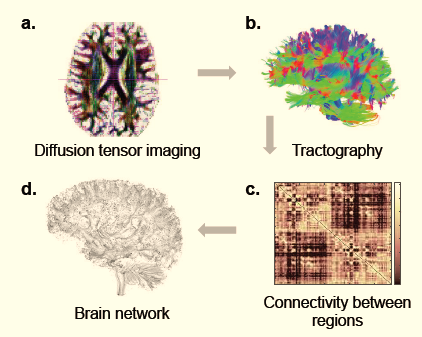 a.
b.
Diffusion tensor imaging
Tractography
d.
c.
Brain network
Connectivity between
regions